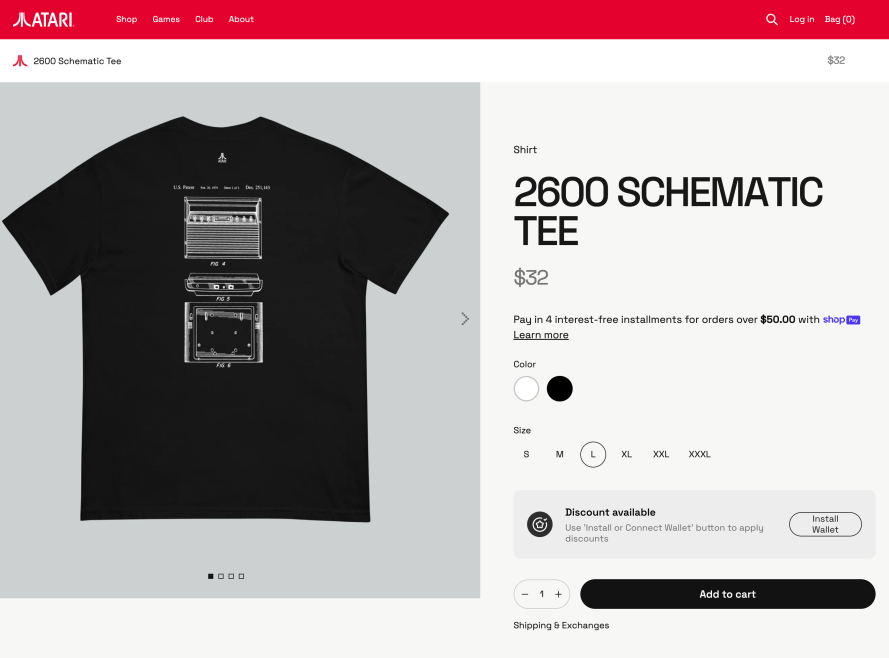 ATARI
Shop Games Club About
Log in Bag (0)
2600 Schematic Tee
$32
ATARI
U.S. Patent
Des. 251,143
FIG. 4
FIG. 5
FIG. 6
Shirt
2600 SCHEMATIC
TEE
$32
Pay in 4 interest-free installments for orders over $50.00 with shop Pay
Learn more
Color
Size
S M L XL XXL XXXL
Discount available
Use 'Install or Connect Wallet' button to apply
discounts
Install
Wallet
1
Add to cart
Shipping & Exchanges